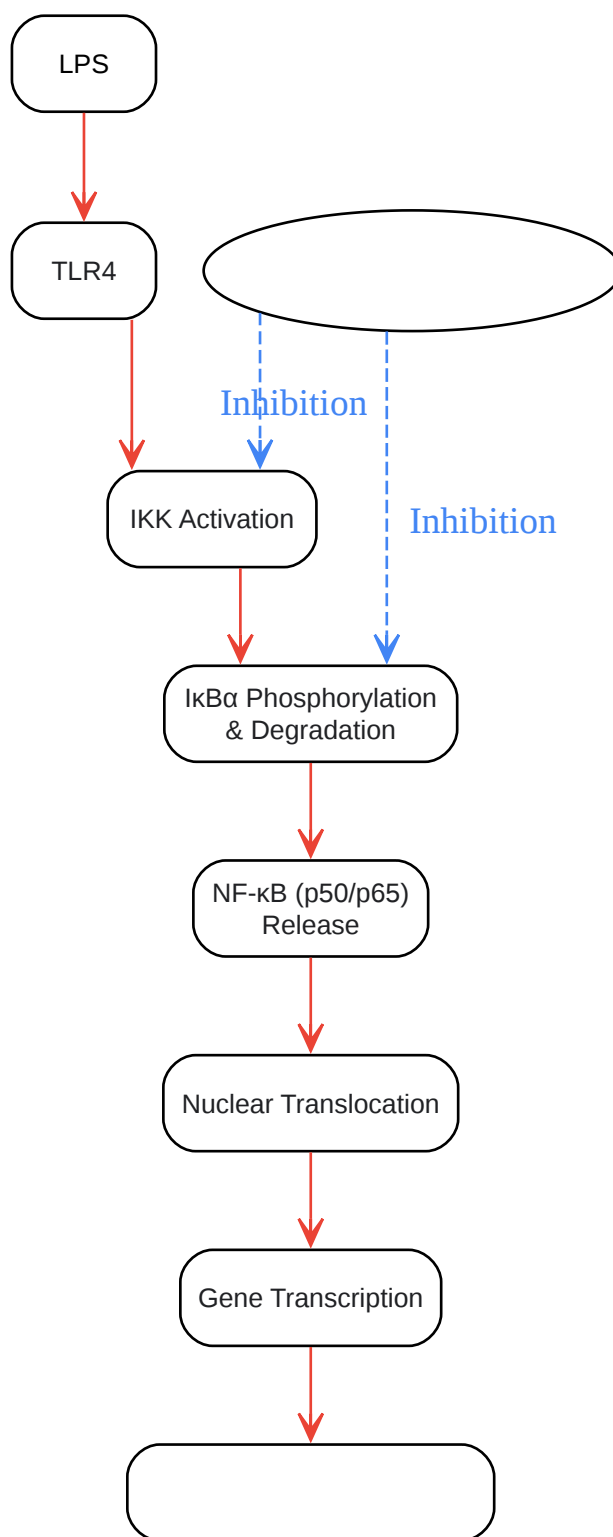 LPS
TLR4
Inhibition
IKK Activation
Inhibition
IκBα Phosphorylation
& Degradation
NF-κB (p50/p65)
Release
Nuclear Translocation
Gene Transcription